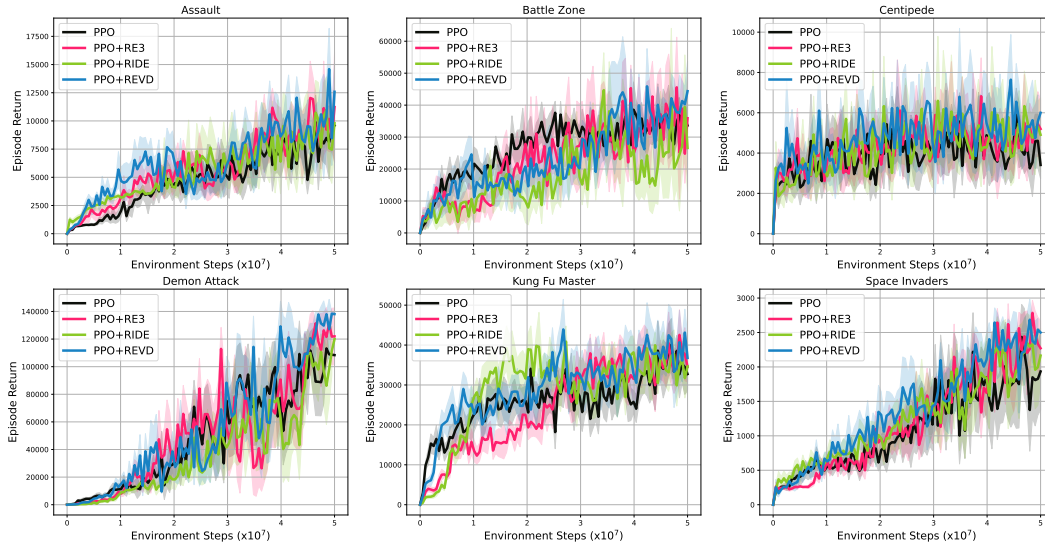 Assault
17500
15000
12500
10000
7500
5000
2500
0
Episode Return
PPO
PPO+RE3
PPO+RIDE
PPO+REVD
0 1 2 3 4 5
Environment Steps (x10⁷)
Battle Zone
60000
50000
40000
30000
20000
10000
0
Episode Return
PPO
PPO+RE3
PPO+RIDE
PPO+REVD
0 1 2 3 4 5
Environment Steps (x10⁷)
Centipede
10000
8000
6000
4000
2000
0
Episode Return
PPO
PPO+RE3
PPO+RIDE
PPO+REVD
0 1 2 3 4 5
Environment Steps (x10⁷)
Demon Attack
140000
120000
100000
80000
60000
40000
20000
0
Episode Return
PPO
PPO+RE3
PPO+RIDE
PPO+REVD
0 1 2 3 4 5
Environment Steps (x10⁷)
Kung Fu Master
50000
40000
30000
20000
10000
0
Episode Return
PPO
PPO+RE3
PPO+RIDE
PPO+REVD
0 1 2 3 4 5
Environment Steps (x10⁷)
Space Invaders
3000
2500
2000
1500
1000
500
0
Episode Return
PPO
PPO+RE3
PPO+RIDE
PPO+REVD
0 1 2 3 4 5
Environment Steps (x10⁷)